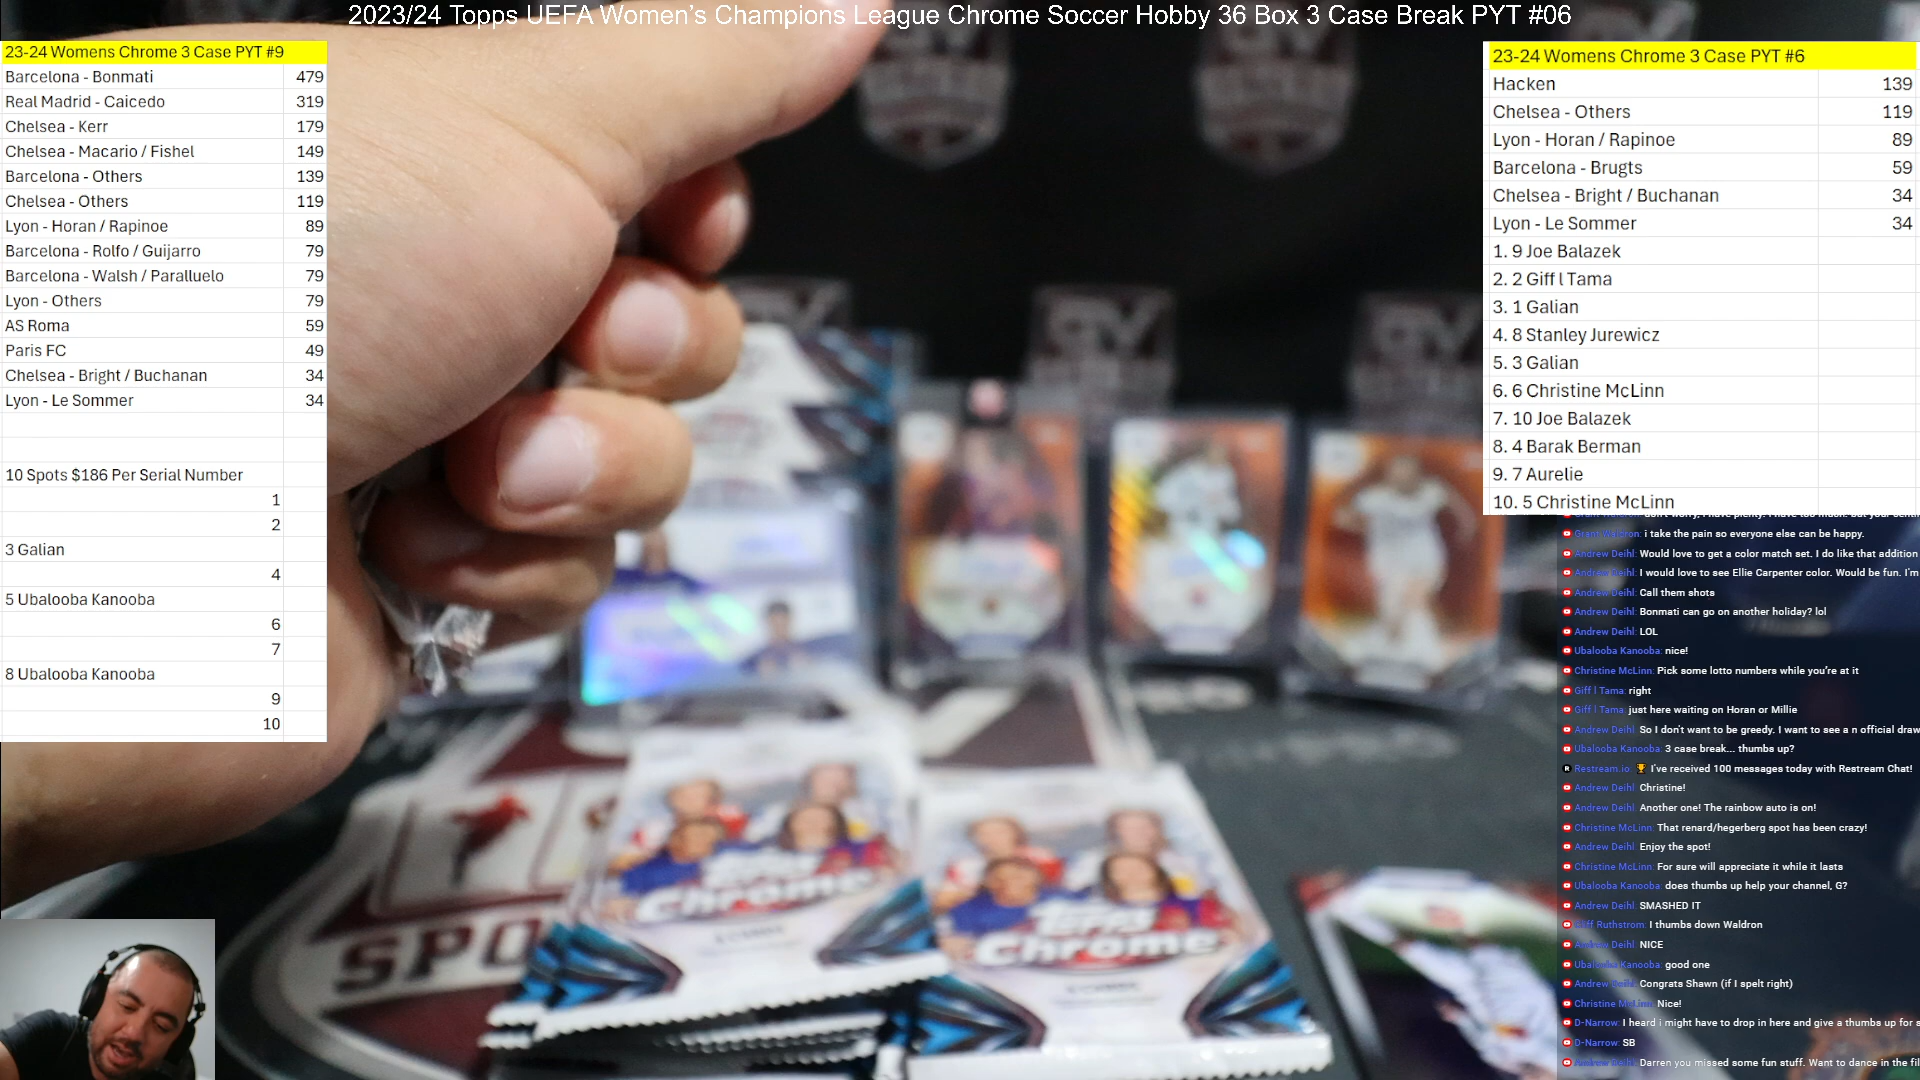 2023/24 Topps UEFA Women's Champions League Chrome Soccer Hobby 36 Box 3 Case Break PYT #06
23-24 Womens Chrome 3 Case PYT #9
Barcelona - Bonmati 479
Real Madrid - Caicedo 319
Chelsea - Kerr 179
Chelsea - Macario / Fishel 149
Barcelona - Others 139
Chelsea - Others 119
Lyon - Horan / Rapinoe 89
Barcelona - Rolfo / Guijarro 79
Barcelona - Walsh / Paralluelo 79
Lyon - Others 79
AS Roma 59
Paris FC 49
Chelsea - Bright / Buchanan 34
Lyon - Le Sommer 34
10 Spots $186 Per Serial Number
1
2
3 Galian
4
5 Ubalooba Kanooba
6
7
8 Ubalooba Kanooba
9
10
23-24 Womens Chrome 3 Case PYT #6
Hacken 139
Chelsea - Others 119
Lyon - Horan / Rapinoe 89
Barcelona - Brugts 59
Chelsea - Bright / Buchanan 34
Lyon - Le Sommer 34
1. 9 Joe Balazek
2. 2 Giff l Tama
3. 1 Galian
4. 8 Stanley Jurewicz
5. 3 Galian
6. 6 Christine McLinn
7. 10 Joe Balazek
8. 4 Barak Berman
9. 7 Aurelie
10. 5 Christine McLinn
Grant Waldron: i take the pain so everyone else can be happy.
Andrew Deihl: Would love to get a color match set. I do like that addition
Andrew Deihl: I would love to see Ellie Carpenter color. Would be fun. I'm
Andrew Deihl: Call them shots
Andrew Deihl: Bonmati can go on another holiday? lol
Andrew Deihl: LOL
Ubalooba Kanooba: nice!
Christine McLinn: Pick some lotto numbers while you're at it
Giff l Tama: right
Giff l Tama: just here waiting on Horan or Millie
Andrew Deihl: So I don't want to be greedy. I want to see a n official draw
Ubalooba Kanooba: 3 case break... thumbs up?
Restream.io: 🏆 I've received 100 messages today with Restream Chat!
Andrew Deihl: Christine!
Andrew Deihl: Another one! The rainbow auto is on!
Christine McLinn: That renard/hegerberg spot has been crazy!
Andrew Deihl: Enjoy the spot!
Christine McLinn: For sure will appreciate it while it lasts
Ubalooba Kanooba: does thumbs up help your channel, G?
Andrew Deihl: SMASHED IT
Cliff Ruthstrom: I thumbs down Waldron
Andrew Deihl: NICE
Ubalooba Kanooba: good one
Andrew Deihl: Congrats Shawn (if I spelt right)
Christine McLinn: Nice!
D-Narrow: I heard i might have to drop in here and give a thumbs up for s
D-Narrow: SB
Andrew Deihl: Darren you missed some fun stuff. Want to dance in the fil
Topps Chrome
Topps Chrome
SPO